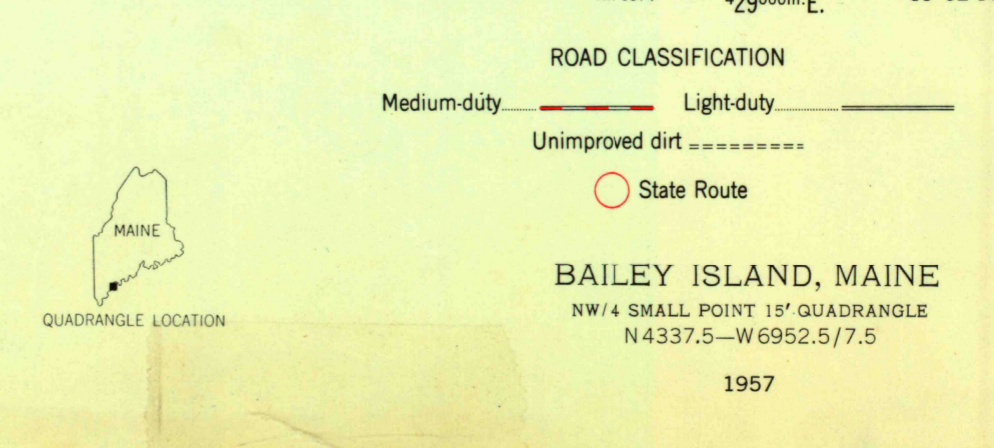 ROAD CLASSIFICATION
Medium-duty Light-duty
Unimproved dirt
State Route
MAINE
QUADRANGLE LOCATION
BAILEY ISLAND, MAINE
NW/4 SMALL POINT 15' QUADRANGLE
N4337.5—W6952.5/7.5
1957